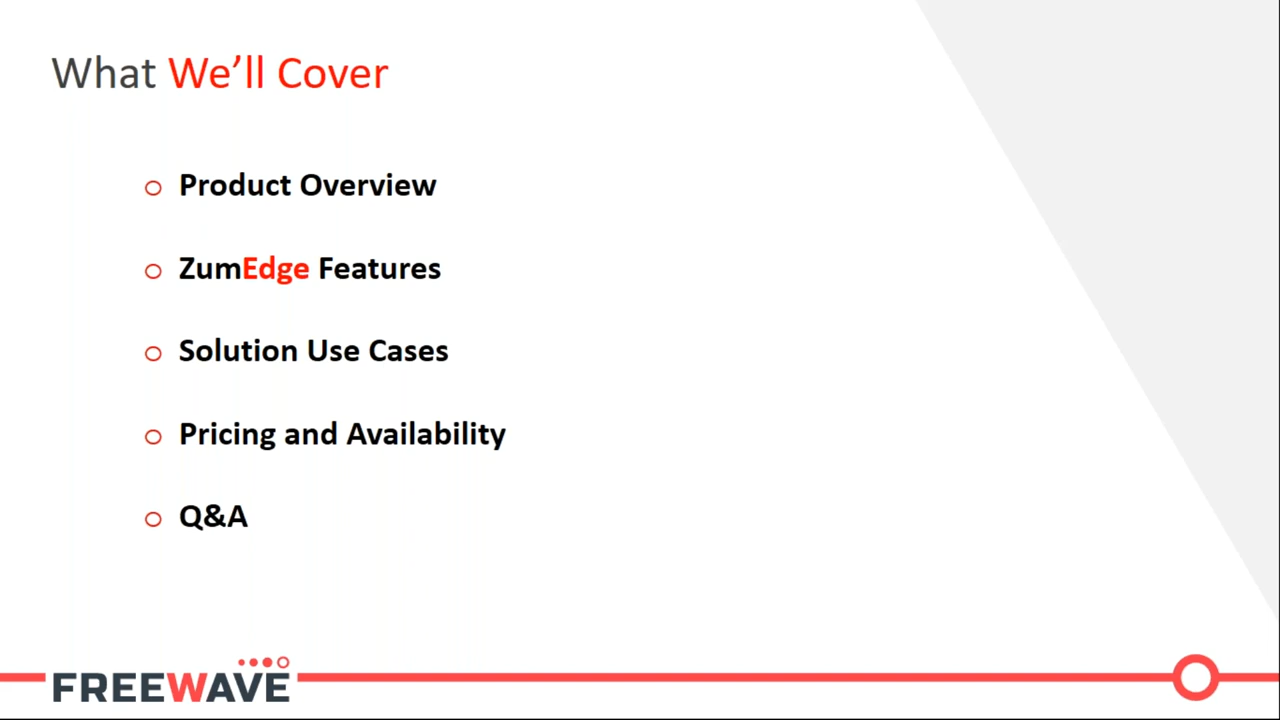 What We’ll Cover
Product Overview
ZumEdge Features
Solution Use Cases
Pricing and Availability
Q&A
FREEWAVE